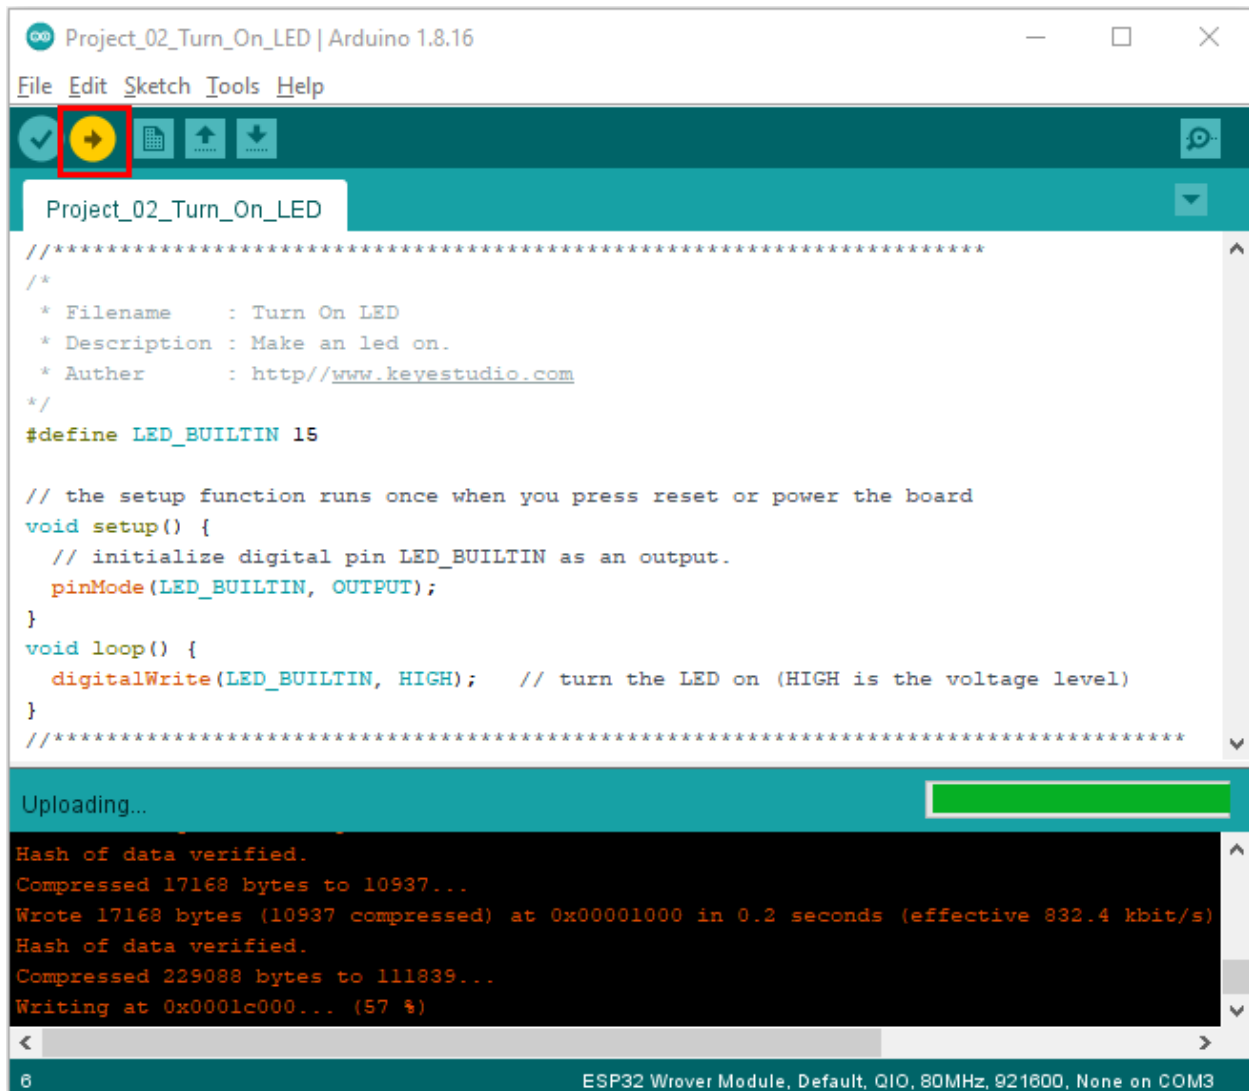 Project_02_Turn_On_LED | Arduino 1.8.16
File Edit Sketch Tools Help
Project_02_Turn_On_LED
//**********************************************************************
/*
* Filename    : Turn On LED
* Description : Make an led on.
* Auther      : http//www.keyestudio.com
*/
#define LED_BUILTIN 15
// the setup function runs once when you press reset or power the board
void setup() {
// initialize digital pin LED_BUILTIN as an output.
pinMode(LED_BUILTIN, OUTPUT);
}
void loop() {
digitalWrite(LED_BUILTIN, HIGH);   // turn the LED on (HIGH is the voltage level)
}
//*************************************************************************************
Uploading...
Hash of data verified.
Compressed 17168 bytes to 10937...
Wrote 17168 bytes (10937 compressed) at 0x00001000 in 0.2 seconds (effective 832.4 kbit/s)
Hash of data verified.
Compressed 229088 bytes to 111839...
Writing at 0x0001c000... (57 %)
6
ESP32 Wrover Module, Default, QIO, 80MHz, 921600, None on COM3